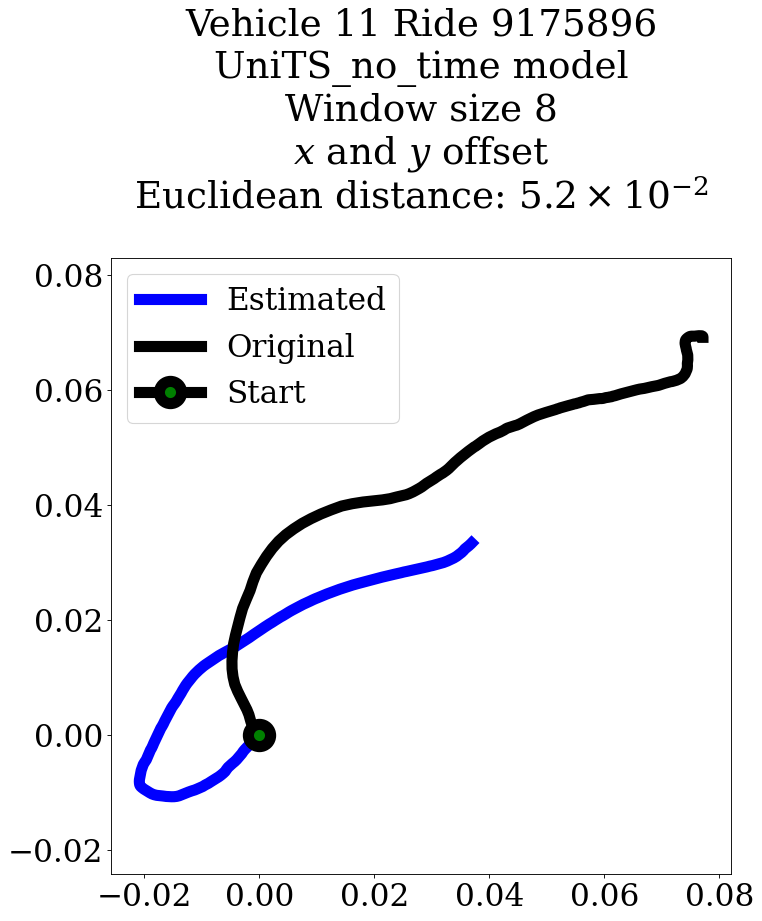 Vehicle 11 Ride 9175896
UniTS_no_time model
Window size 8
x and y offset
Euclidean distance: 5.2 × 10⁻²
Estimated
Original
Start
0.08
0.06
0.04
0.02
0.00
−0.02
−0.02 0.00 0.02 0.04 0.06 0.08